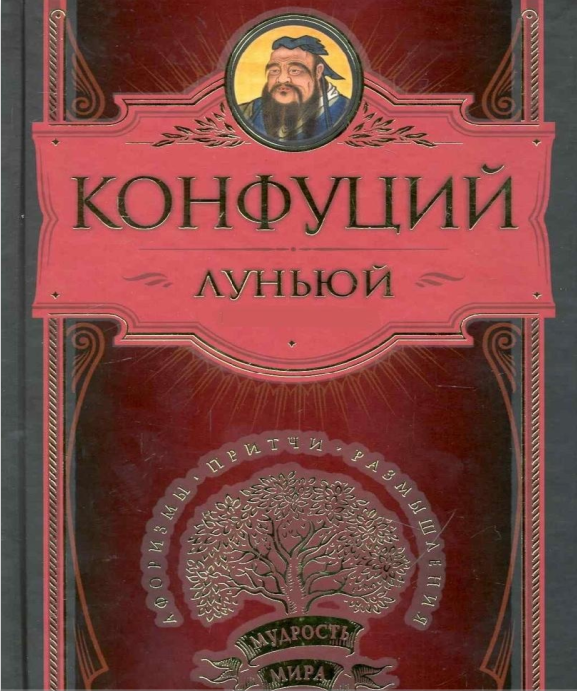 КОНФУЦИЙ
ЛУНЬЮЙ
АФОРИЗМЫ · ПРИТЧИ · РАЗМЫШЛЕНИЯ
МУДРОСТЬ
МИРА